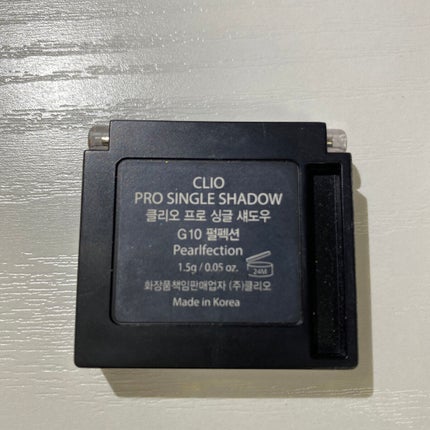 CLIO
PRO SINGLE SHADOW
클리오 프로 싱글 섀도우
G10 펄펙션
Pearlfection
1.5g / 0.05 oz.
24M
화장품책임판매업자 (주)클리오
Made in Korea